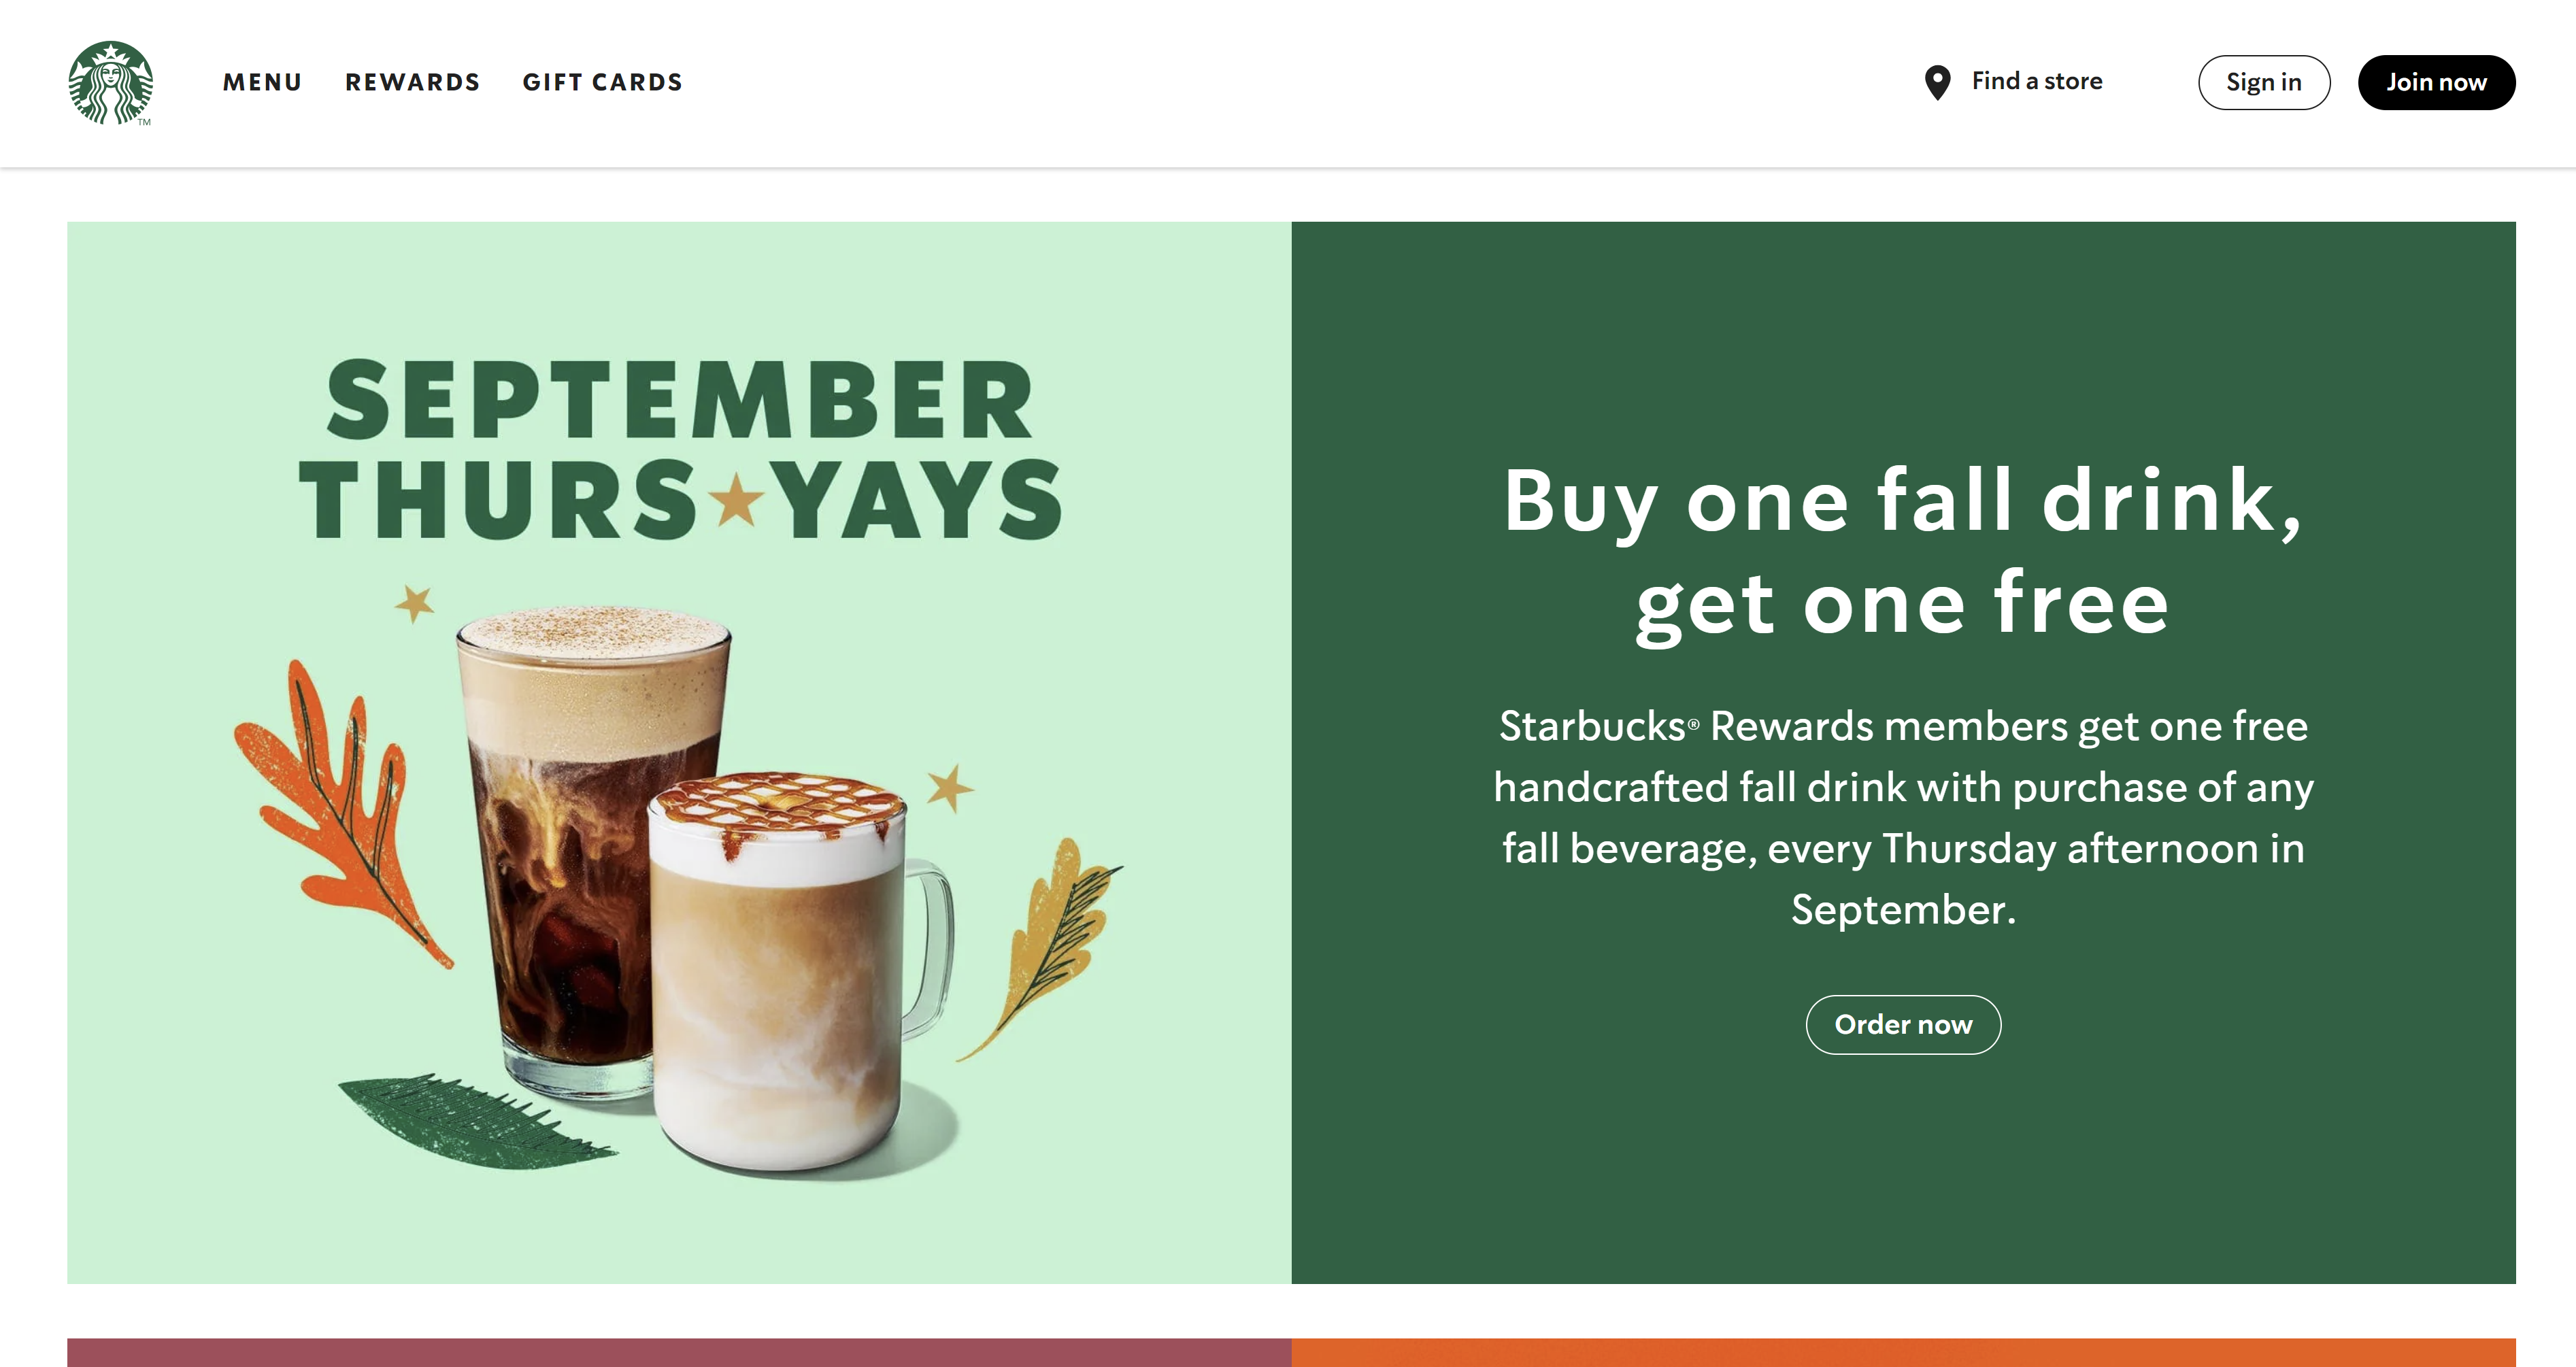 TM
MENU REWARDS GIFT CARDS
Find a store
Sign in
Join now
SEPTEMBER
THURS★YAYS
Buy one fall drink,
get one free
Starbucks® Rewards members get one free
handcrafted fall drink with purchase of any
fall beverage, every Thursday afternoon in
September.
Order now